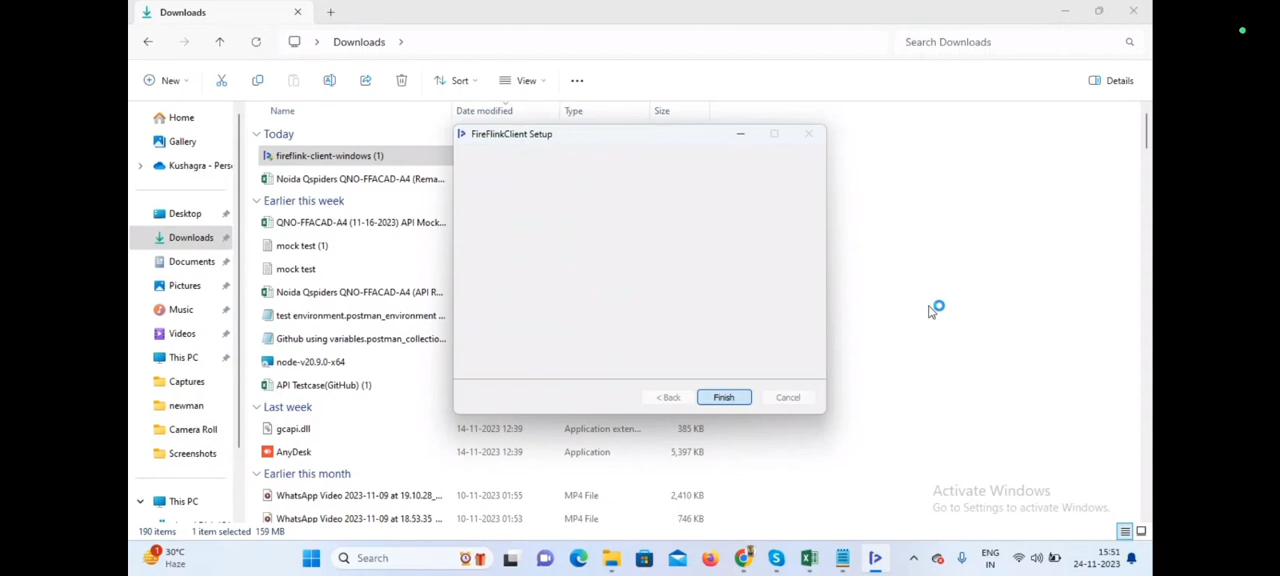 Downloads
Downloads
Search Downloads
New
Sort
View
Details
Name
Date modified
Type
Size
Home
Gallery
Kushagra - Pers
Desktop
Downloads
Documents
Pictures
Music
Videos
This PC
Captures
newman
Camera Roll
Screenshots
This PC
Today
fireflink-client-windows (1)
Noida Qspiders QNO-FFACAD-A4 (Rema...
Earlier this week
QNO-FFACAD-A4 (11-16-2023) API Mock...
mock test (1)
mock test
Noida Qspiders QNO-FFACAD-A4 (API R...
test environment.postman_environment ...
Github using variables.postman_collectio...
node-v20.9.0-x64
API Testcase(GitHub) (1)
Last week
gcapi.dll 14-11-2023 12:39 Application exten... 385 KB
AnyDesk 14-11-2023 12:39 Application 5,397 KB
Earlier this month
WhatsApp Video 2023-11-09 at 19.10.28_... 10-11-2023 01:55 MP4 File 2,410 KB
WhatsApp Video 2023-11-09 at 18.53.35 ... 10-11-2023 01:53 MP4 File 746 KB
FireFlinkClient Setup
< Back
Finish
Cancel
Activate Windows
Go to Settings to activate Windows.
190 items 1 item selected 159 MB
1
30°C
Haze
Search
ENG
IN
15:51
24-11-2023